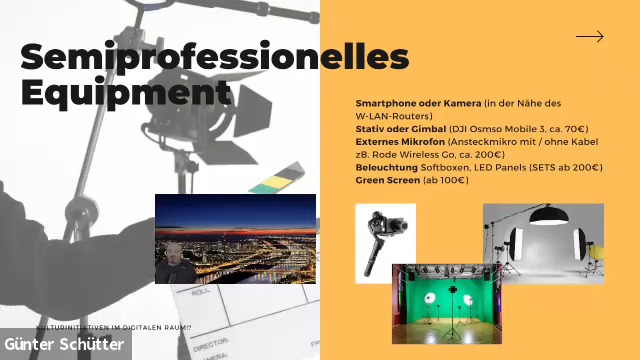 Semiprofessionelles
Equipment
Smartphone oder Kamera (in der Nähe des
W-LAN-Routers)
Stativ oder Gimbal (DJI Osmso Mobile 3, ca. 70€)
Externes Mikrofon (Ansteckmikro mit / ohne Kabel
zB. Rode Wireless Go, ca. 200€)
Beleuchtung Softboxen, LED Panels (SETS ab 200€)
Green Screen (ab 100€)
ROLL
DIRECTOR:
CAMERA:
KULTURINITIATIVEN IM DIGITALEN RAUM!?
Günter Schütter